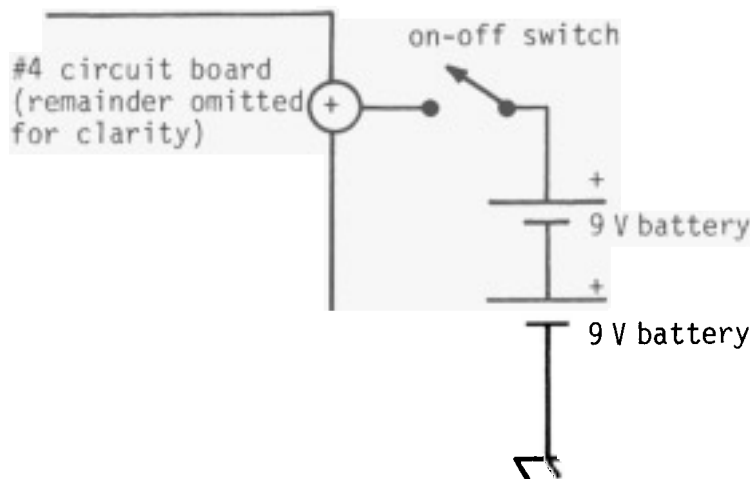 on-off switch
#4 circuit board
(remainder omitted
for clarity)
+
+
9 V battery
+
9 V battery